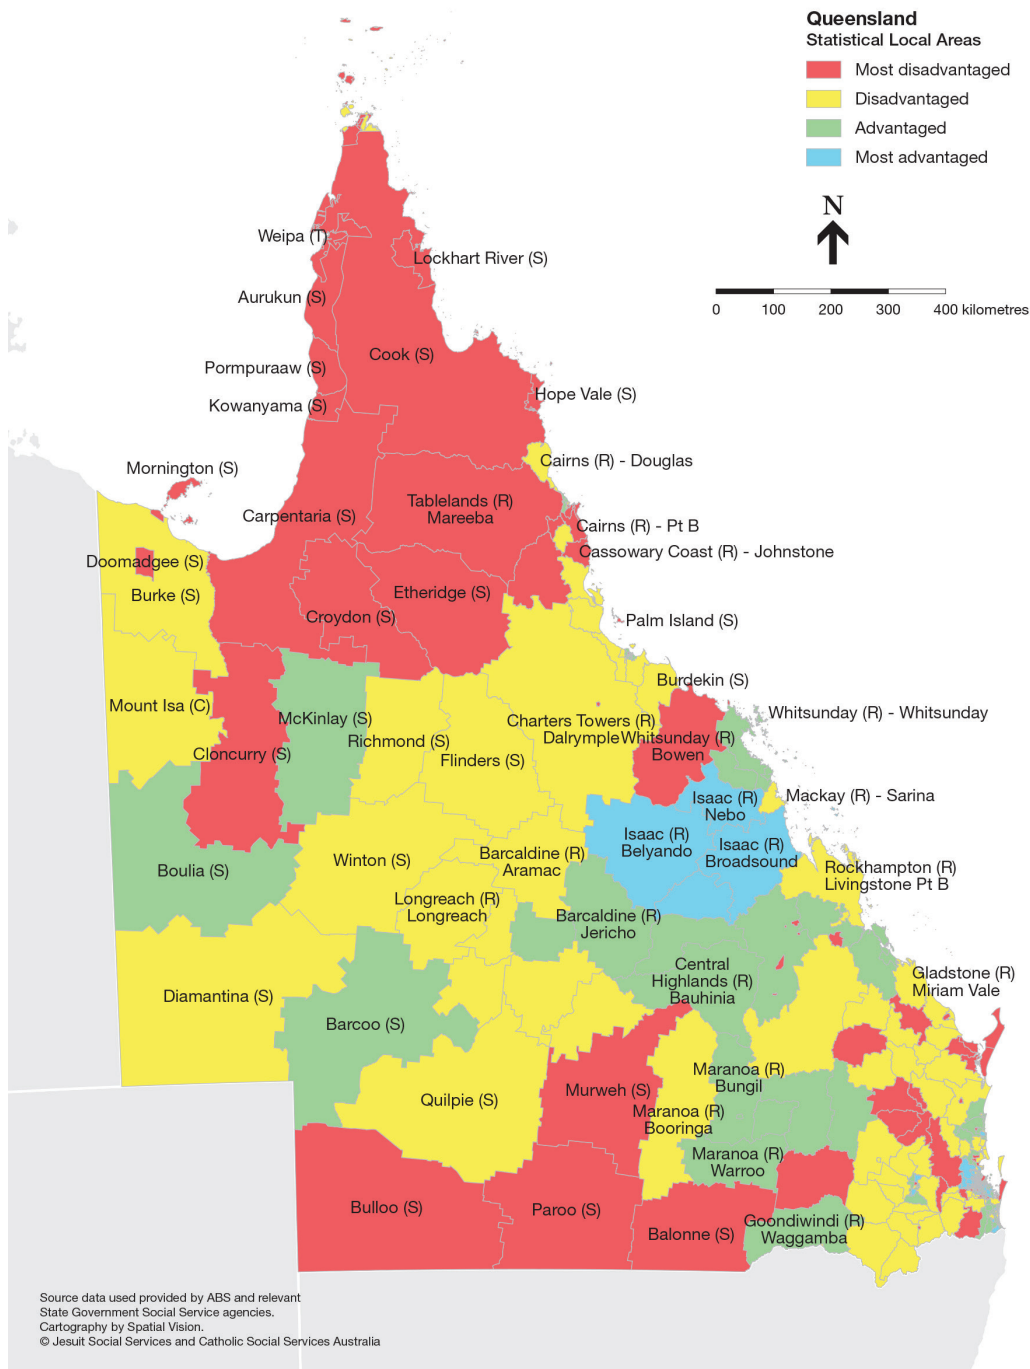 Queensland
Statistical Local Areas
Most disadvantaged
Disadvantaged
Advantaged
Most advantaged
N
0 100 200 300 400 kilometres
Weipa (T)
Lockhart River (S)
Aurukun (S)
Cook (S)
Pormpuraaw (S)
Hope Vale (S)
Kowanyama (S)
Cairns (R) - Douglas
Mornington (S)
Tablelands (R)
Mareeba
Carpentaria (S)
Cairns (R) - Pt B
Cassowary Coast (R) - Johnstone
Doomadgee (S)
Burke (S)
Etheridge (S)
Croydon (S)
Palm Island (S)
Burdekin (S)
Mount Isa (C)
McKinlay (S)
Whitsunday (R) - Whitsunday
Charters Towers (R)
Dalrymple
Whitsunday (R)
Bowen
Richmond (S)
Cloncurry (S)
Flinders (S)
Isaac (R)
Nebo
Mackay (R) - Sarina
Isaac (R)
Belyando
Isaac (R)
Broadsound
Boulia (S)
Winton (S)
Barcaldine (R)
Aramac
Rockhampton (R)
Livingstone Pt B
Longreach (R)
Longreach
Barcaldine (R)
Jericho
Central
Highlands (R)
Bauhinia
Gladstone (R)
Miriam Vale
Diamantina (S)
Barcoo (S)
Maranoa (R)
Bungil
Quilpie (S)
Murweh (S)
Maranoa (R)
Booringa
Maranoa (R)
Warroo
Bulloo (S)
Paroo (S)
Balonne (S)
Goondiwindi (R)
Waggamba
Source data used provided by ABS and relevant
State Government Social Service agencies.
Cartography by Spatial Vision.
© Jesuit Social Services and Catholic Social Services Australia